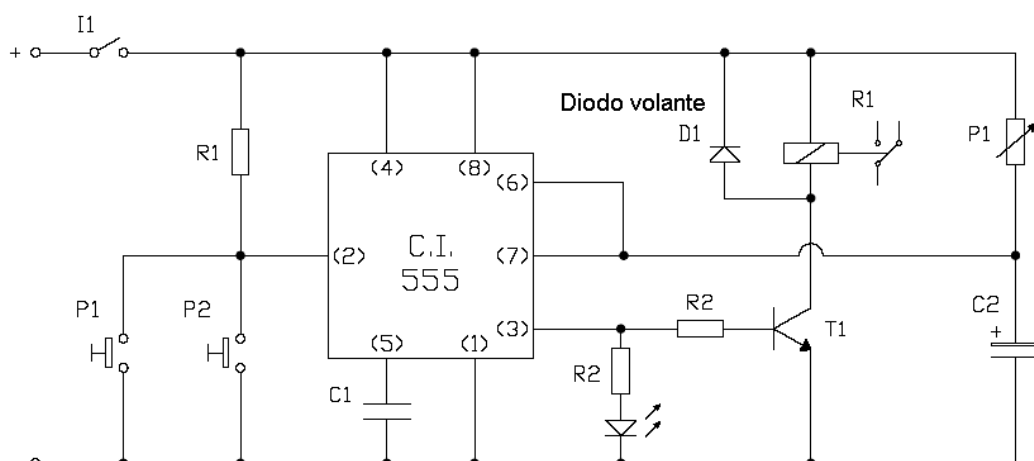 I1
+
Diodo volante
R1
D1
P1
R1
(4)
(8)
(6)
(2)
C.I.
555
(7)
P1
P2
R2
C2
+
(3)
T1
(5)
(1)
R2
C1